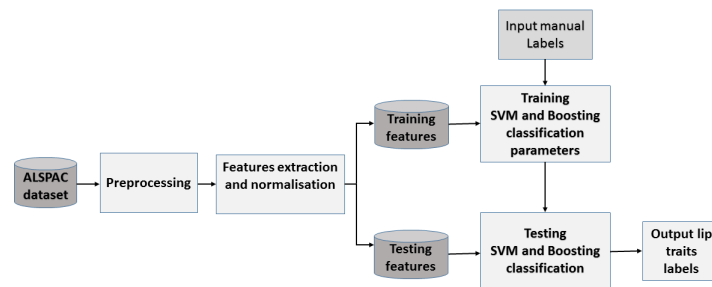 Input manual
Labels
Training
features
Training
SVM and Boosting
classification
parameters
ALSPAC
dataset
Preprocessing
Features extraction
and normalisation
Testing
features
Testing
SVM and Boosting
classification
Output lip
traits
labels